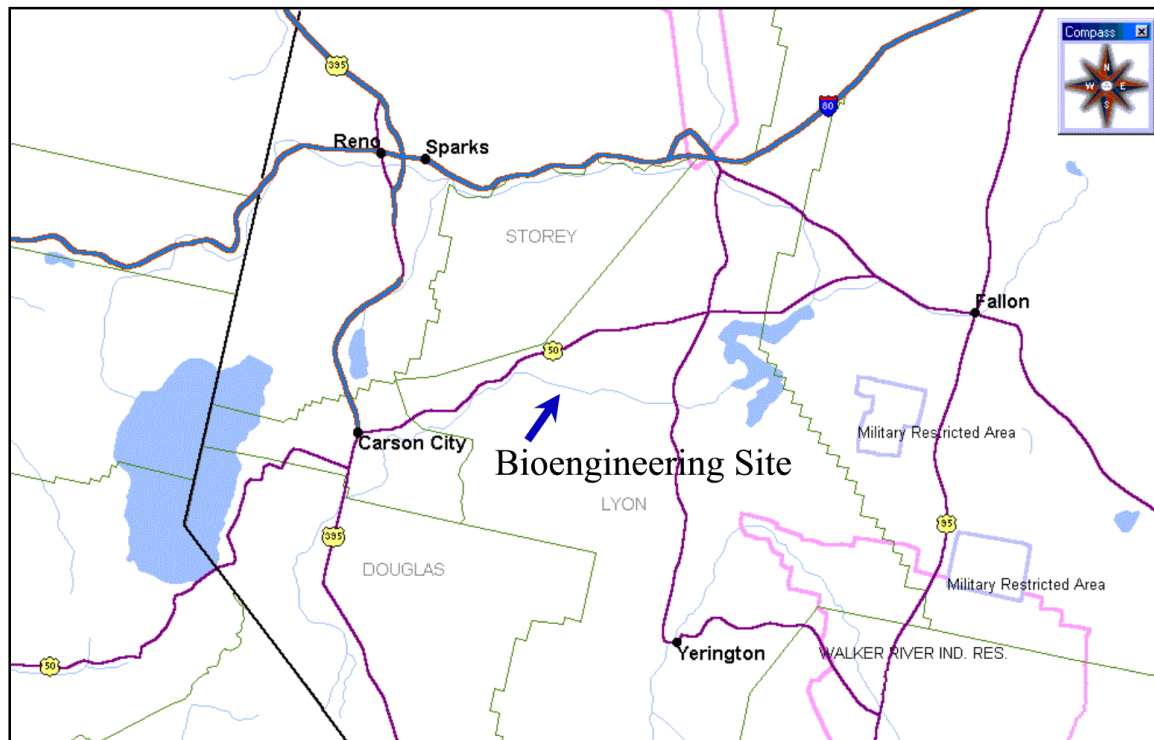 Compass
N
W
E
S
395
80
Reno
Sparks
STOREY
Fallon
50
Military Restricted Area
Carson City
Bioengineering Site
LYON
395
95
DOUGLAS
Military Restricted Area
Yerington
WALKER RIVER IND. RES.
50